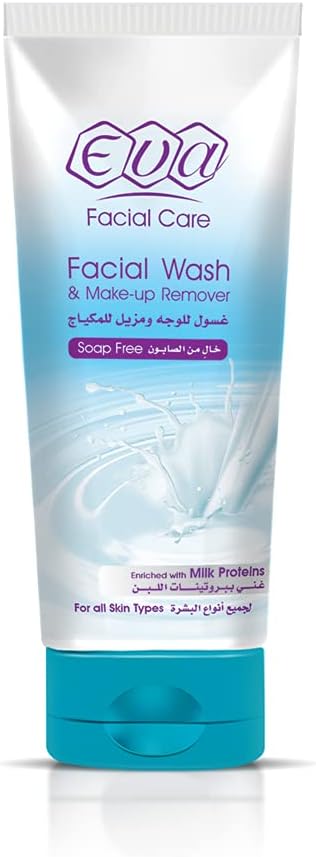 Eva
Facial Care
Facial Wash
& Make-up Remover
غسول للوجه ومزيل للمكياج
Soap Free خالٍ من الصابون
Enriched with Milk Proteins
غني ببروتينات اللبن
For all Skin Types لجميع أنواع البشرة